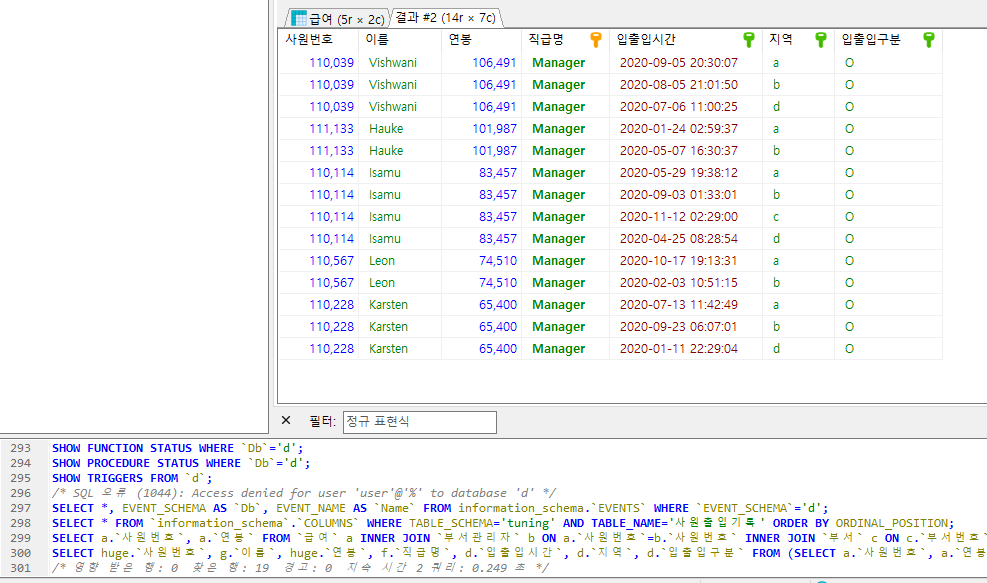 급여 (5r × 2c) 결과 #2 (14r × 7c)
사원번호 이름 연봉 직급명 입출입시간 지역 입출입구분
110,039 Vishwani 106,491 Manager 2020-09-05 20:30:07 a O
110,039 Vishwani 106,491 Manager 2020-08-05 21:01:50 b O
110,039 Vishwani 106,491 Manager 2020-07-06 11:00:25 d O
111,133 Hauke 101,987 Manager 2020-01-24 02:59:37 a O
111,133 Hauke 101,987 Manager 2020-05-07 16:30:37 b O
110,114 Isamu 83,457 Manager 2020-05-29 19:38:12 a O
110,114 Isamu 83,457 Manager 2020-09-03 01:33:01 b O
110,114 Isamu 83,457 Manager 2020-11-12 02:29:00 c O
110,114 Isamu 83,457 Manager 2020-04-25 08:28:54 d O
110,567 Leon 74,510 Manager 2020-10-17 19:13:31 a O
110,567 Leon 74,510 Manager 2020-02-03 10:51:15 b O
110,228 Karsten 65,400 Manager 2020-07-13 11:42:49 a O
110,228 Karsten 65,400 Manager 2020-09-23 06:07:01 b O
110,228 Karsten 65,400 Manager 2020-01-11 22:29:04 d O
× 필터: 정규 표현식
293 SHOW FUNCTION STATUS WHERE `Db`='d';
294 SHOW PROCEDURE STATUS WHERE `Db`='d';
295 SHOW TRIGGERS FROM `d`;
296 /* SQL 오류 (1044): Access denied for user 'user'@'%' to database 'd' */
297 SELECT *, EVENT_SCHEMA AS `Db`, EVENT_NAME AS `Name` FROM information_schema.`EVENTS` WHERE `EVENT_SCHEMA`='d';
298 SELECT * FROM `information_schema`.`COLUMNS` WHERE TABLE_SCHEMA='tuning' AND TABLE_NAME='사원출입기록' ORDER BY ORDINAL_POSITION;
299 SELECT a.`사원번호`, a.`연봉` FROM `급여` a INNER JOIN `부서관리자` b ON a.`사원번호`=b.`사원번호` INNER JOIN `부서` c ON c.`부서번호`
300 SELECT huge.`사원번호`, g.`이름`, huge.`연봉`, f.`직급명`, d.`입출입시간`, d.`지역`, d.`입출입구분` FROM (SELECT a.`사원번호`, a.`연봉
301 /* 영향 받은 행: 0 찾은 행: 19 경고: 0 지속 시간 2 쿼리: 0.249 초 */